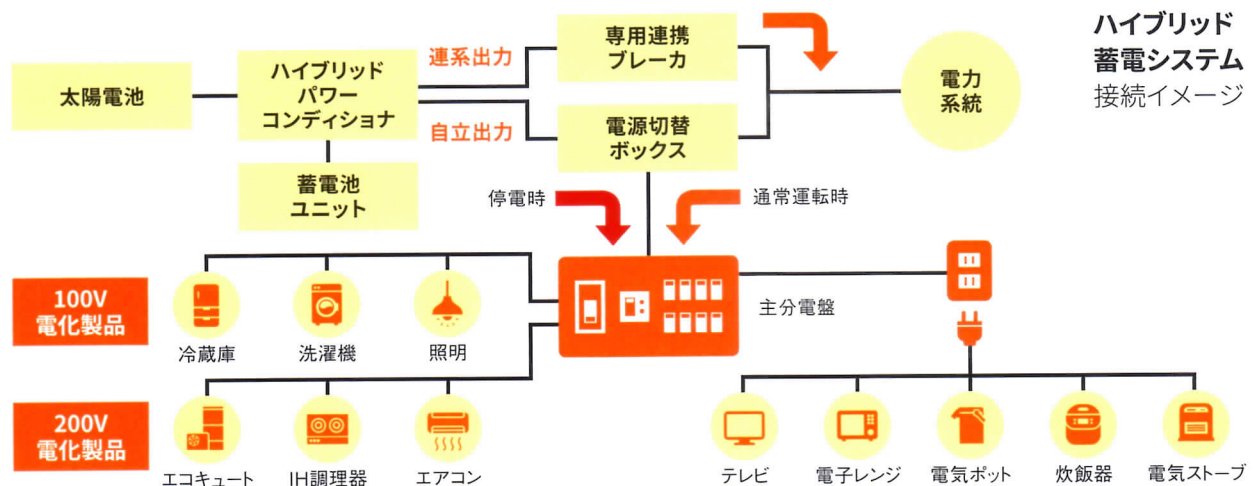 ハイブリッド
蓄電システム
接続イメージ
太陽電池
ハイブリッド
パワー
コンディショナ
連系出力
自立出力
専用連携
ブレーカ
電源切替
ボックス
電力
系統
蓄電池
ユニット
停電時
通常運転時
100V
電化製品
冷蔵庫
洗濯機
照明
主分電盤
200V
電化製品
エコキュート
IH調理器
エアコン
テレビ
電子レンジ
電気ポット
炊飯器
電気ストーブ